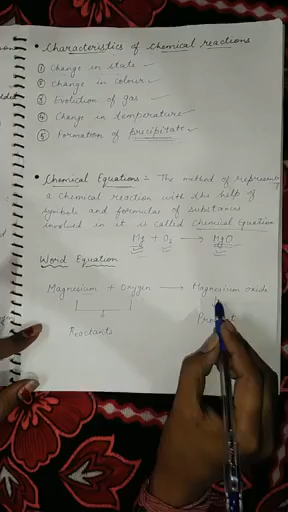 • Characteristics of chemical reactions
① Change in state
② Change in colour
③ Evolution of gas
④ Change in temperature
⑤ Formation of precipitate
• Chemical Equations :- The method of represent
a chemical reaction with the help of
symbols and formulas of substances
involved in it is called Chemical Equation
Mg + O₂ → MgO
Word Equation
Magnesium + Oxygen → Magnesium oxide
Reactants